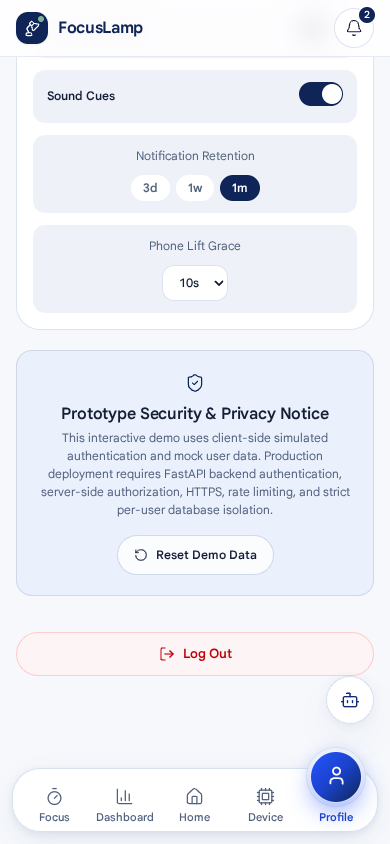 FocusLamp
2
Sound Cues
Notification Retention
3d 1w 1m
Phone Lift Grace
10s
Prototype Security & Privacy Notice
This interactive demo uses client-side simulated
authentication and mock user data. Production
deployment requires FastAPI backend authentication,
server-side authorization, HTTPS, rate limiting, and strict
per-user database isolation.
Reset Demo Data
Log Out
Focus Dashboard Home Device Profile